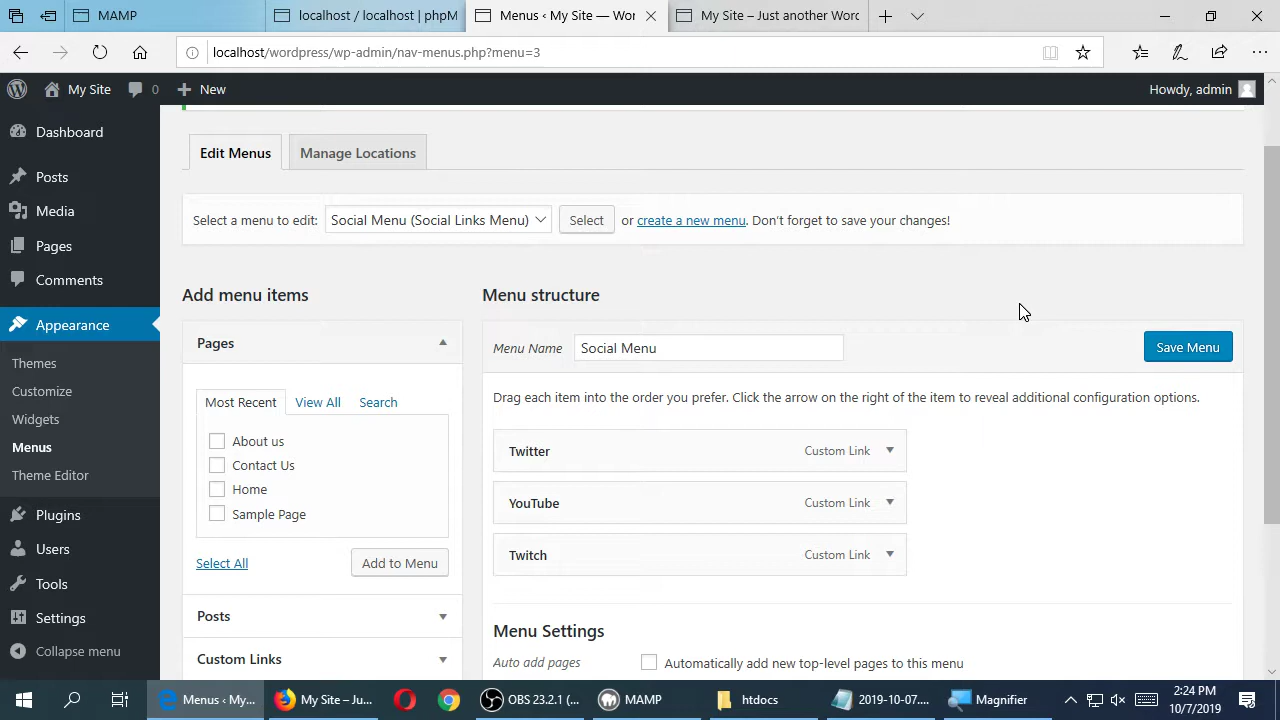 MAMP
localhost / localhost | phpM
Menus ‹ My Site — Wor
My Site – Just another Word
localhost/wordpress/wp-admin/nav-menus.php?menu=3
My Site
0
New
Howdy, admin
Dashboard
Posts
Media
Pages
Comments
Appearance
Themes
Customize
Widgets
Menus
Theme Editor
Plugins
Users
Tools
Settings
Collapse menu
Edit Menus
Manage Locations
Select a menu to edit: Social Menu (Social Links Menu) Select or create a new menu. Don’t forget to save your changes!
Add menu items
Pages
Most Recent View All Search
About us
Contact Us
Home
Sample Page
Select All Add to Menu
Posts
Custom Links
Menu structure
Menu Name Social Menu Save Menu
Drag each item into the order you prefer. Click the arrow on the right of the item to reveal additional configuration options.
Twitter Custom Link
YouTube Custom Link
Twitch Custom Link
Menu Settings
Auto add pages Automatically add new top-level pages to this menu
Menus ‹ My...
My Site – Ju...
OBS 23.2.1 (...
MAMP
htdocs
2019-10-07....
Magnifier
2:24 PM
10/7/2019